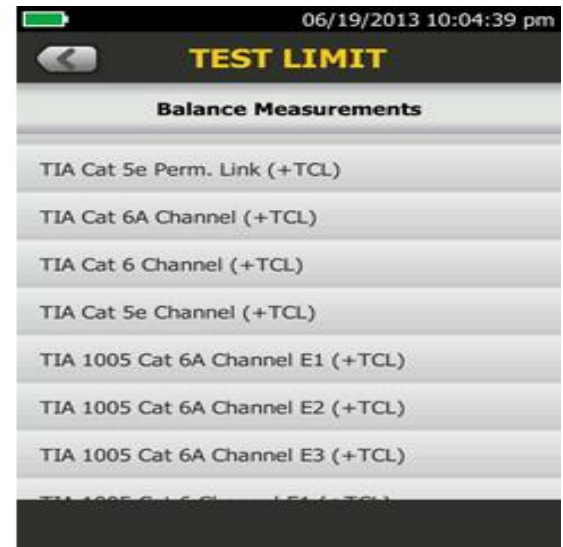 06/19/2013 10:04:39 pm
TEST LIMIT
Balance Measurements
TIA Cat 5e Perm. Link (+TCL)
TIA Cat 6A Channel (+TCL)
TIA Cat 6 Channel (+TCL)
TIA Cat 5e Channel (+TCL)
TIA 1005 Cat 6A Channel E1 (+TCL)
TIA 1005 Cat 6A Channel E2 (+TCL)
TIA 1005 Cat 6A Channel E3 (+TCL)